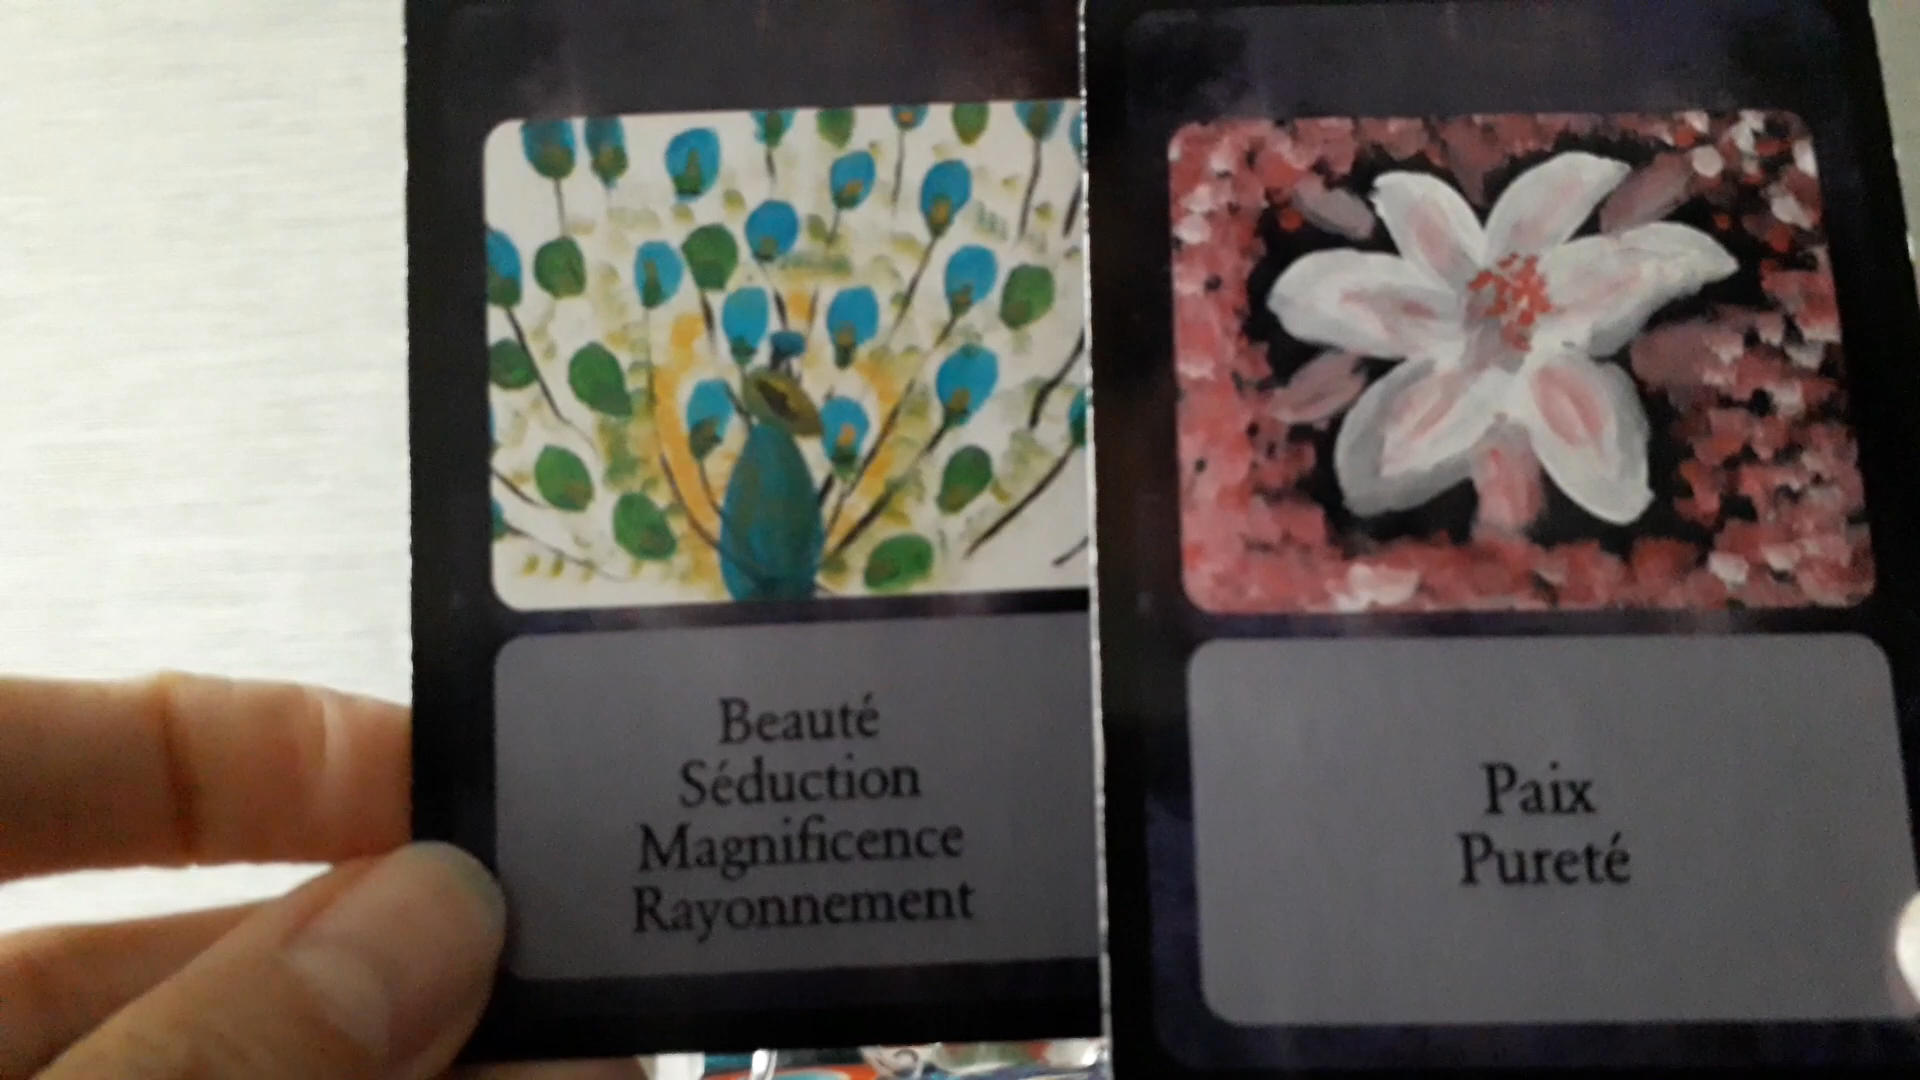 Beauté
Séduction
Magnificence
Rayonnement
Paix
Pureté